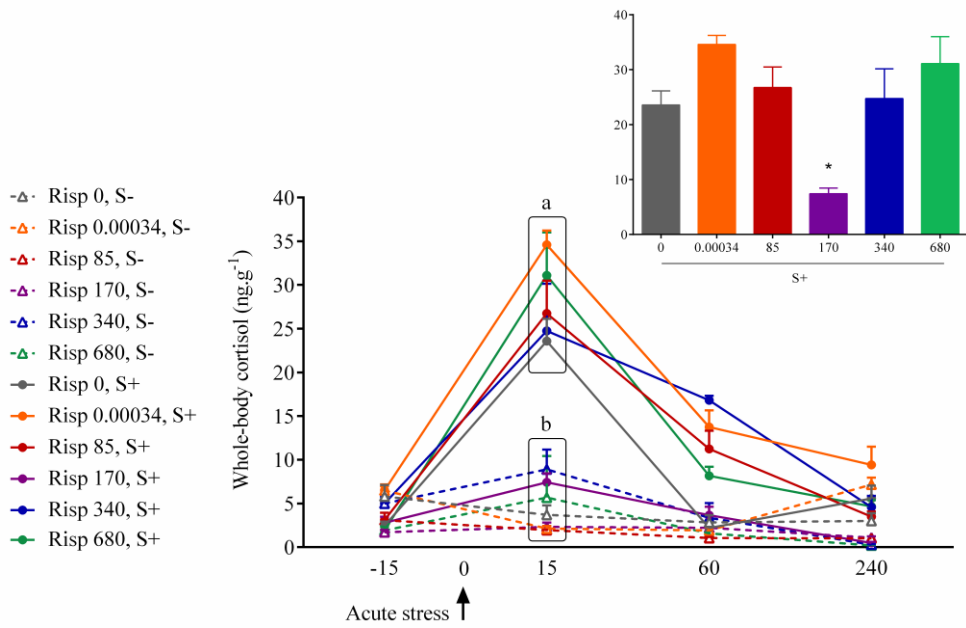 40
30
20
10
0
*
0 0.00034 85 170 340 680
S+
Risp 0, S-
Risp 0.00034, S-
Risp 85, S-
Risp 170, S-
Risp 340, S-
Risp 680, S-
Risp 0, S+
Risp 0.00034, S+
Risp 85, S+
Risp 170, S+
Risp 340, S+
Risp 680, S+
Whole-body cortisol (ng.g⁻¹)
40
35
30
25
20
15
10
5
0
a
b
-15 0 15 60 240
Acute stress